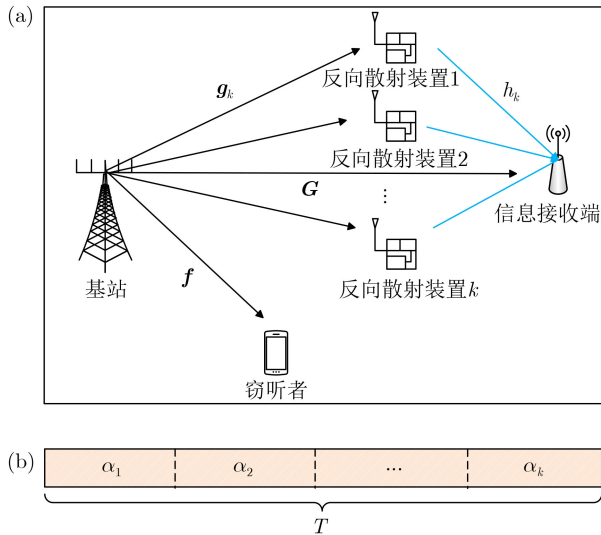 (a)
g_k
反向散射装置1
h_k
反向散射装置2
G
⋮
信息接收端
基站
f
反向散射装置k
窃听者
(b)
α_1 α_2 ... α_k
T